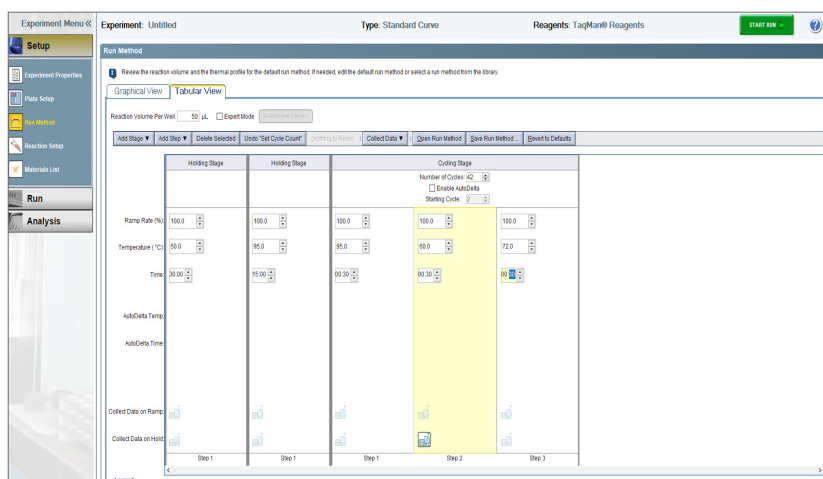 Experiment Menu «
Experiment: Untitled
Type: Standard Curve
Reagents: TaqMan® Reagents
START RUN
?
Setup
Run Method
Experiment Properties
Plate Setup
Run Method
Reaction Setup
Materials List
Run
Analysis
Review the reaction volume and the thermal profile for the default run method. If needed, edit the default run method or select a run method from the library.
Graphical View
Tabular View
Reaction Volume Per Well 50 µL
Expert Mode
Add Stage ▼
Add Step ▼
Delete Selected
Undo "Set Cycle Count"
(nothing to Redo)
Collect Data ▼
Open Run Method
Save Run Method...
Revert to Defaults
Holding Stage
Holding Stage
Cycling Stage
Number of Cycles: 42
Enable AutoDelta
Starting Cycle: 2
Ramp Rate (%): 100.0 100.0 100.0 100.0 100.0
Temperature (°C): 50.0 95.0 95.0 60.0 72.0
Time: 30:00 15:00 00:30 00:30 00:
AutoDelta Temp:
AutoDelta Time:
Collect Data on Ramp:
Collect Data on Hold:
Step 1 Step 1 Step 1 Step 2 Step 3